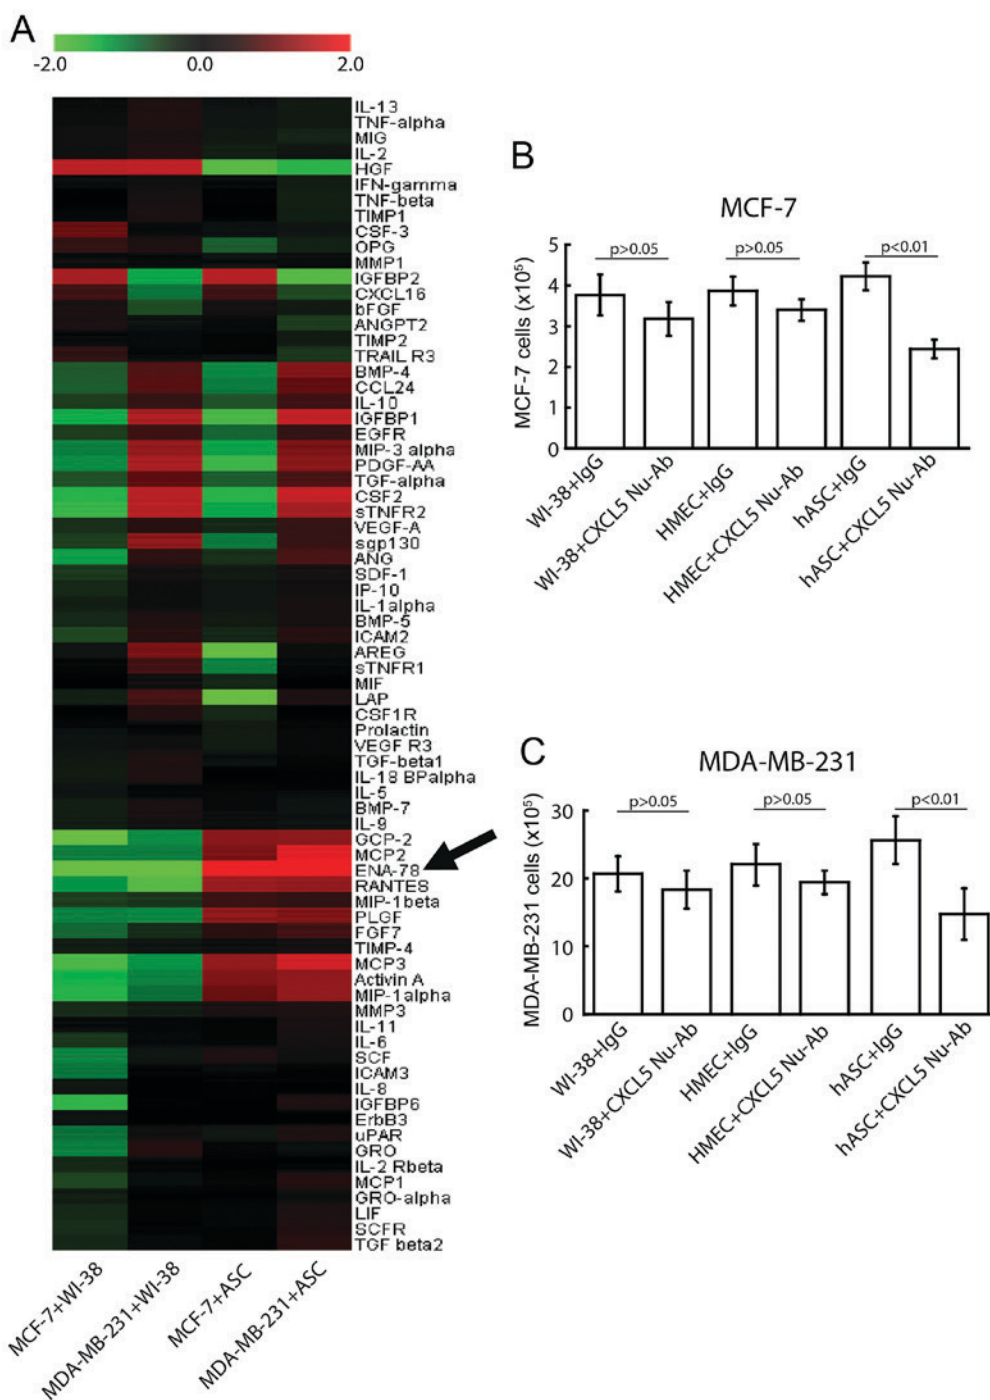 A
-2.0 0.0 2.0
IL-13
TNF-alpha
MIG
IL-2
HGF
IFN-gamma
TNF-beta
TIMP1
CSF-3
OPG
MMP1
IGFBP2
CXCL16
bFGF
ANGPT2
TIMP2
TRAIL R3
BMP-4
CCL24
IL-10
IGFBP1
EGFR
MIP-3 alpha
PDGF-AA
TGF-alpha
CSF2
sTNFR2
VEGF-A
sgp130
ANG
SDF-1
IP-10
IL-1alpha
BMP-5
ICAM2
AREG
sTNFR1
MIF
LAP
CSF1R
Prolactin
VEGF R3
TGF-beta1
IL-18 BPalpha
IL-5
BMP-7
IL-9
GCP-2
MCP2
ENA-78
RANTES
MIP-1beta
PLGF
FGF7
TIMP-4
MCP3
Activin A
MIP-1alpha
MMP3
IL-11
IL-6
SCF
ICAM3
IL-8
IGFBP6
ErbB3
uPAR
GRO
IL-2 Rbeta
MCP1
GRO-alpha
LIF
SCFR
TGF beta2
MCF-7+WI-38
MDA-MB-231+WI-38
MCF-7+ASC
MDA-MB-231+ASC
B
MCF-7
p>0.05 p>0.05 p<0.01
MCF-7 cells (x10⁵)
5
4
3
2
1
0
WI-38+IgG
WI-38+CXCL5 Nu-Ab
HMEC+IgG
HMEC+CXCL5 Nu-Ab
hASC+IgG
hASC+CXCL5 Nu-Ab
C
MDA-MB-231
p>0.05 p>0.05 p<0.01
MDA-MB-231 cells (x10⁵)
30
20
10
0
WI-38+IgG
WI-38+CXCL5 Nu-Ab
HMEC+IgG
HMEC+CXCL5 Nu-Ab
hASC+IgG
hASC+CXCL5 Nu-Ab